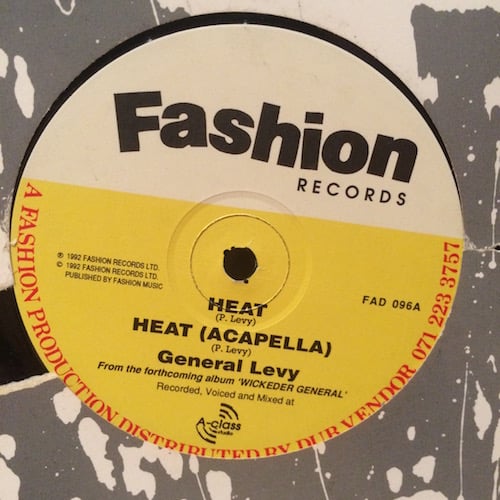 Fashion
RECORDS
℗ 1992 FASHION RECORDS LTD.
© 1992 FASHION RECORDS LTD.
PUBLISHED BY FASHION MUSIC
FAD 096A
HEAT
(P. Levy)
HEAT (ACAPELLA)
(P. Levy)
General Levy
From the forthcoming album 'WICKEDER GENERAL'
Recorded, Voiced and Mixed at
A-class
studio
A FASHION PRODUCTION DISTRIBUTED BY DUB VENDOR 071 223 3757